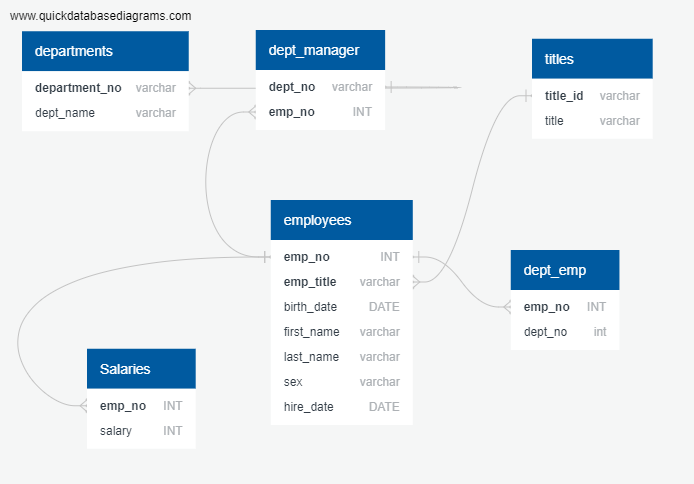 www.quickdatabasediagrams.com
departments
department_no varchar
dept_name varchar
dept_manager
dept_no varchar
emp_no INT
titles
title_id varchar
title varchar
employees
emp_no INT
emp_title varchar
birth_date DATE
first_name varchar
last_name varchar
sex varchar
hire_date DATE
dept_emp
emp_no INT
dept_no int
Salaries
emp_no INT
salary INT